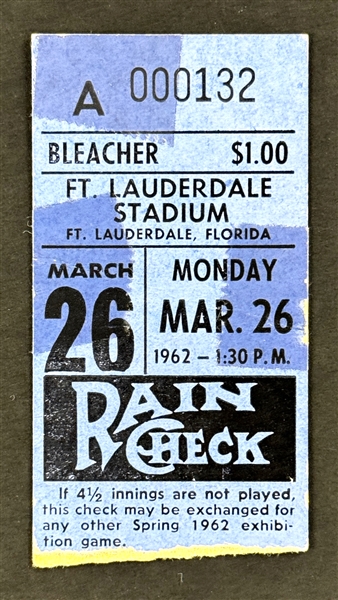 A 000132
BLEACHER $1.00
FT. LAUDERDALE
STADIUM
FT. LAUDERDALE, FLORIDA
MARCH
26
MONDAY
MAR. 26
1962 – 1:30 P.M.
RAIN
CHECK
If 4½ innings are not played,
this check may be exchanged for
any other Spring 1962 exhibi-
tion game.